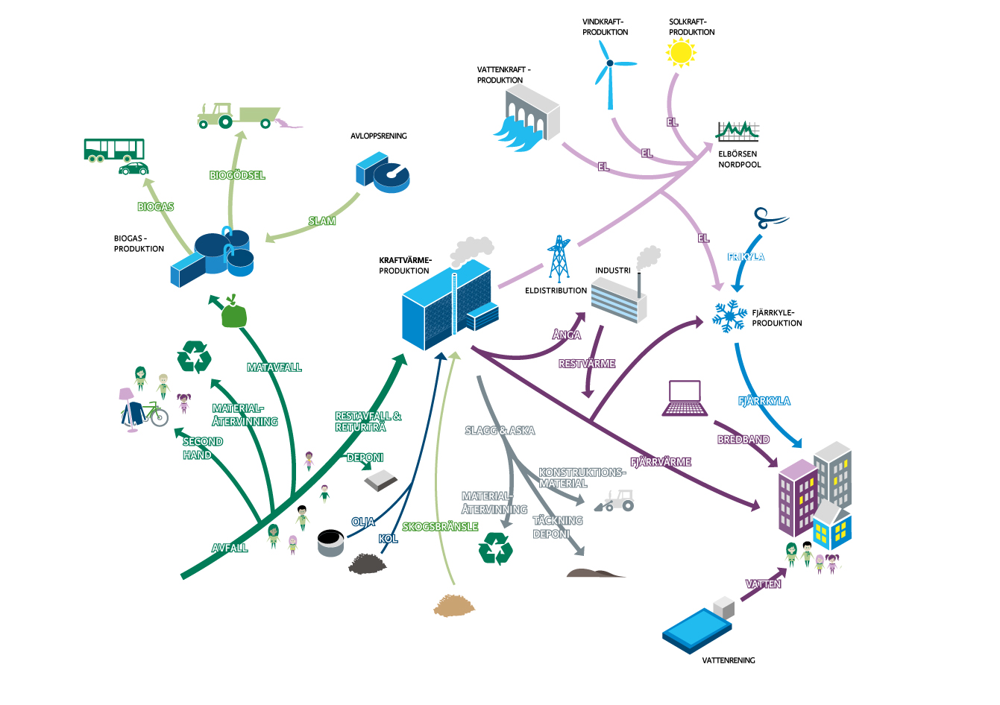 VINDKRAFT-
PRODUKTION
SOLKRAFT-
PRODUKTION
VATTENKRAFT -
PRODUKTION
EL
EL
EL
ELBÖRSEN
NORDPOOL
AVLOPPSRENING
BIOGÖDSEL
BIOGAS
SLAM
BIOGAS -
PRODUKTION
EL
FRIKYLA
KRAFTVÄRME-
PRODUKTION
ELDISTRIBUTION
INDUSTRI
FJÄRRKYLE-
PRODUKTION
ÅNGA
RESTVÄRME
MATAVFALL
MATERIAL-
ÅTERVINNING
SECOND
HAND
RESTAVFALL &
RETURTRÄ
DEPONI
AVFALL
OLJA
KOL
SKOGSBRÄNSLE
SLAGG & ASKA
KONSTRUKTIONS-
MATERIAL
MATERIAL-
ÅTERVINNING
TÄCKNING
DEPONI
FJÄRRKYLA
BREDBAND
FJÄRRVÄRME
VATTEN
VATTENRENING